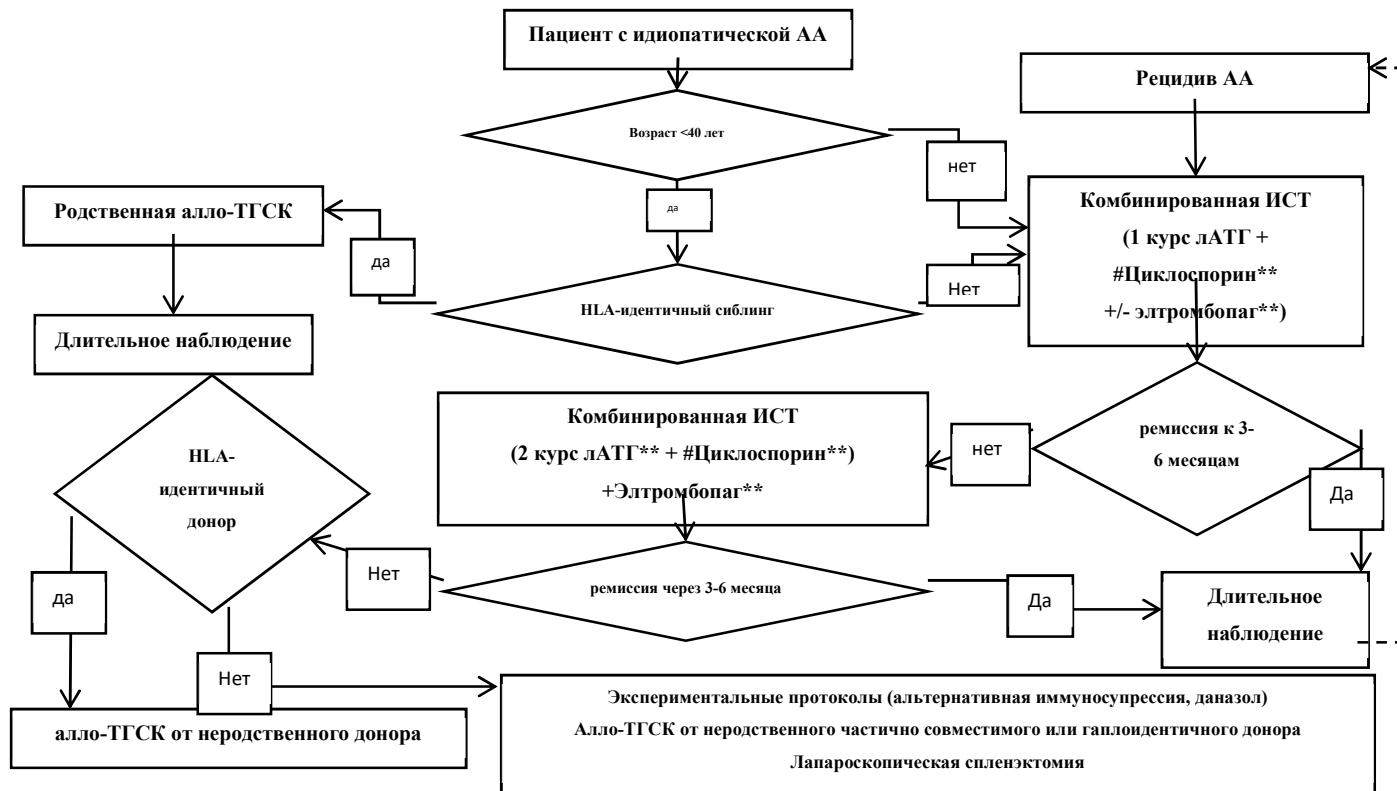 Пациент с идиопатической АА
Рецидив АА
Возраст <40 лет
нет
да
Родственная алло-ТГСК
да
HLA-идентичный сиблинг
Нет
Комбинированная ИСТ
(1 курс лАТГ +
#Циклоспорин**
+/- элтромбопаг**)
Длительное наблюдение
HLA-
идентичный
донор
Комбинированная ИСТ
(2 курс лАТГ** + #Циклоспорин**)
+Элтромбопаг**
нет
ремиссия к 3-
6 месяцам
Да
да
Нет
ремиссия через 3-6 месяца
Да
Длительное
наблюдение
Нет
алло-ТГСК от неродственного донора
Экспериментальные протоколы (альтернативная иммуносупрессия, даназол)
Алло-ТГСК от неродственного частично совместимого или гаплоидентичного донора
Лапароскопическая спленэктомия